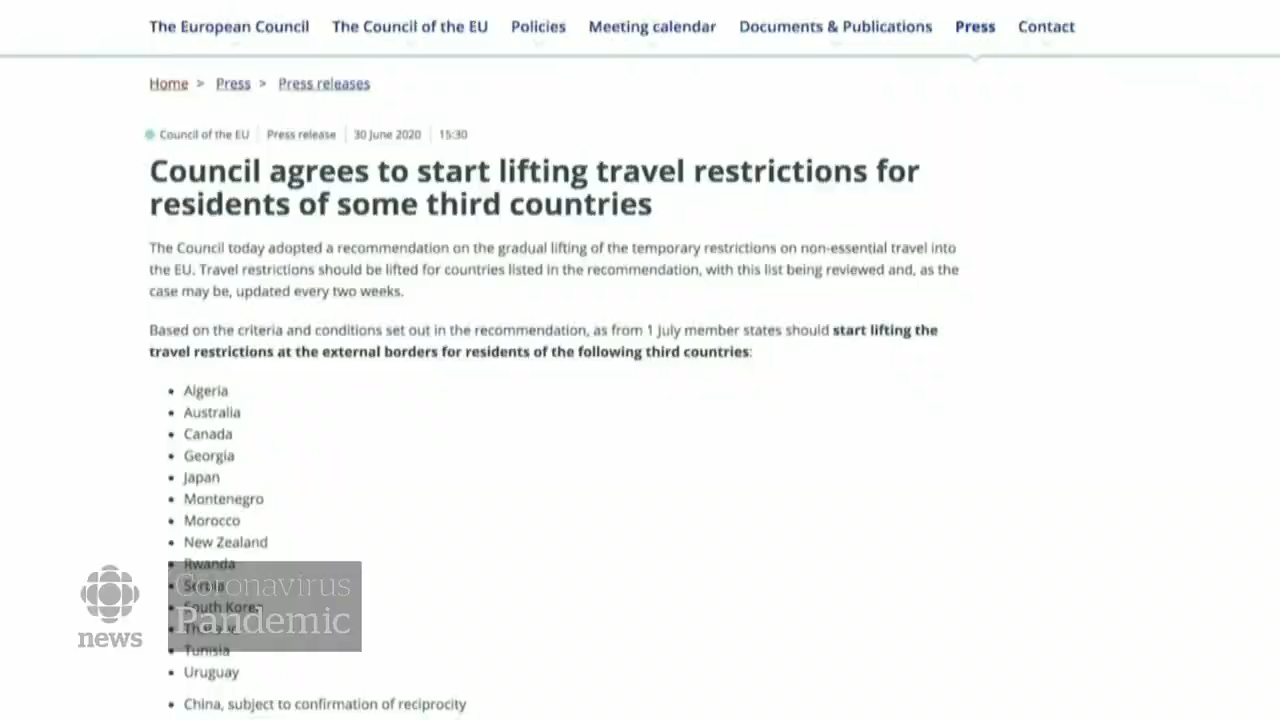 The European Council The Council of the EU Policies Meeting calendar Documents & Publications Press Contact
Home > Press > Press releases
Council of the EU Press release 30 June 2020 15:30
Council agrees to start lifting travel restrictions for
residents of some third countries
The Council today adopted a recommendation on the gradual lifting of the temporary restrictions on non-essential travel into
the EU. Travel restrictions should be lifted for countries listed in the recommendation, with this list being reviewed and, as the
case may be, updated every two weeks.
Based on the criteria and conditions set out in the recommendation, as from 1 July member states should start lifting the
travel restrictions at the external borders for residents of the following third countries:
• Algeria
• Australia
• Canada
• Georgia
• Japan
• Montenegro
• Morocco
• New Zealand
• Rwanda
• Serbia
• South Korea
• Thailand
• Tunisia
• Uruguay
• China, subject to confirmation of reciprocity
news
Coronavirus
Pandemic